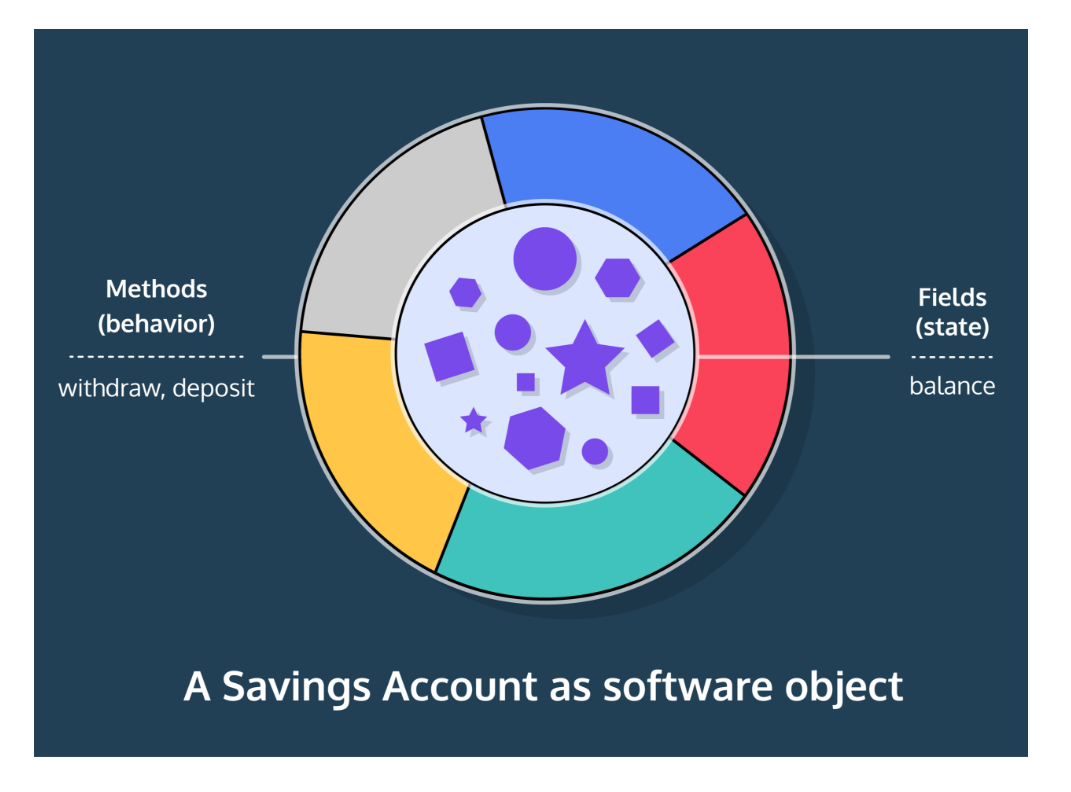 Methods
(behavior)
withdraw, deposit
Fields
(state)
balance
A Savings Account as software object